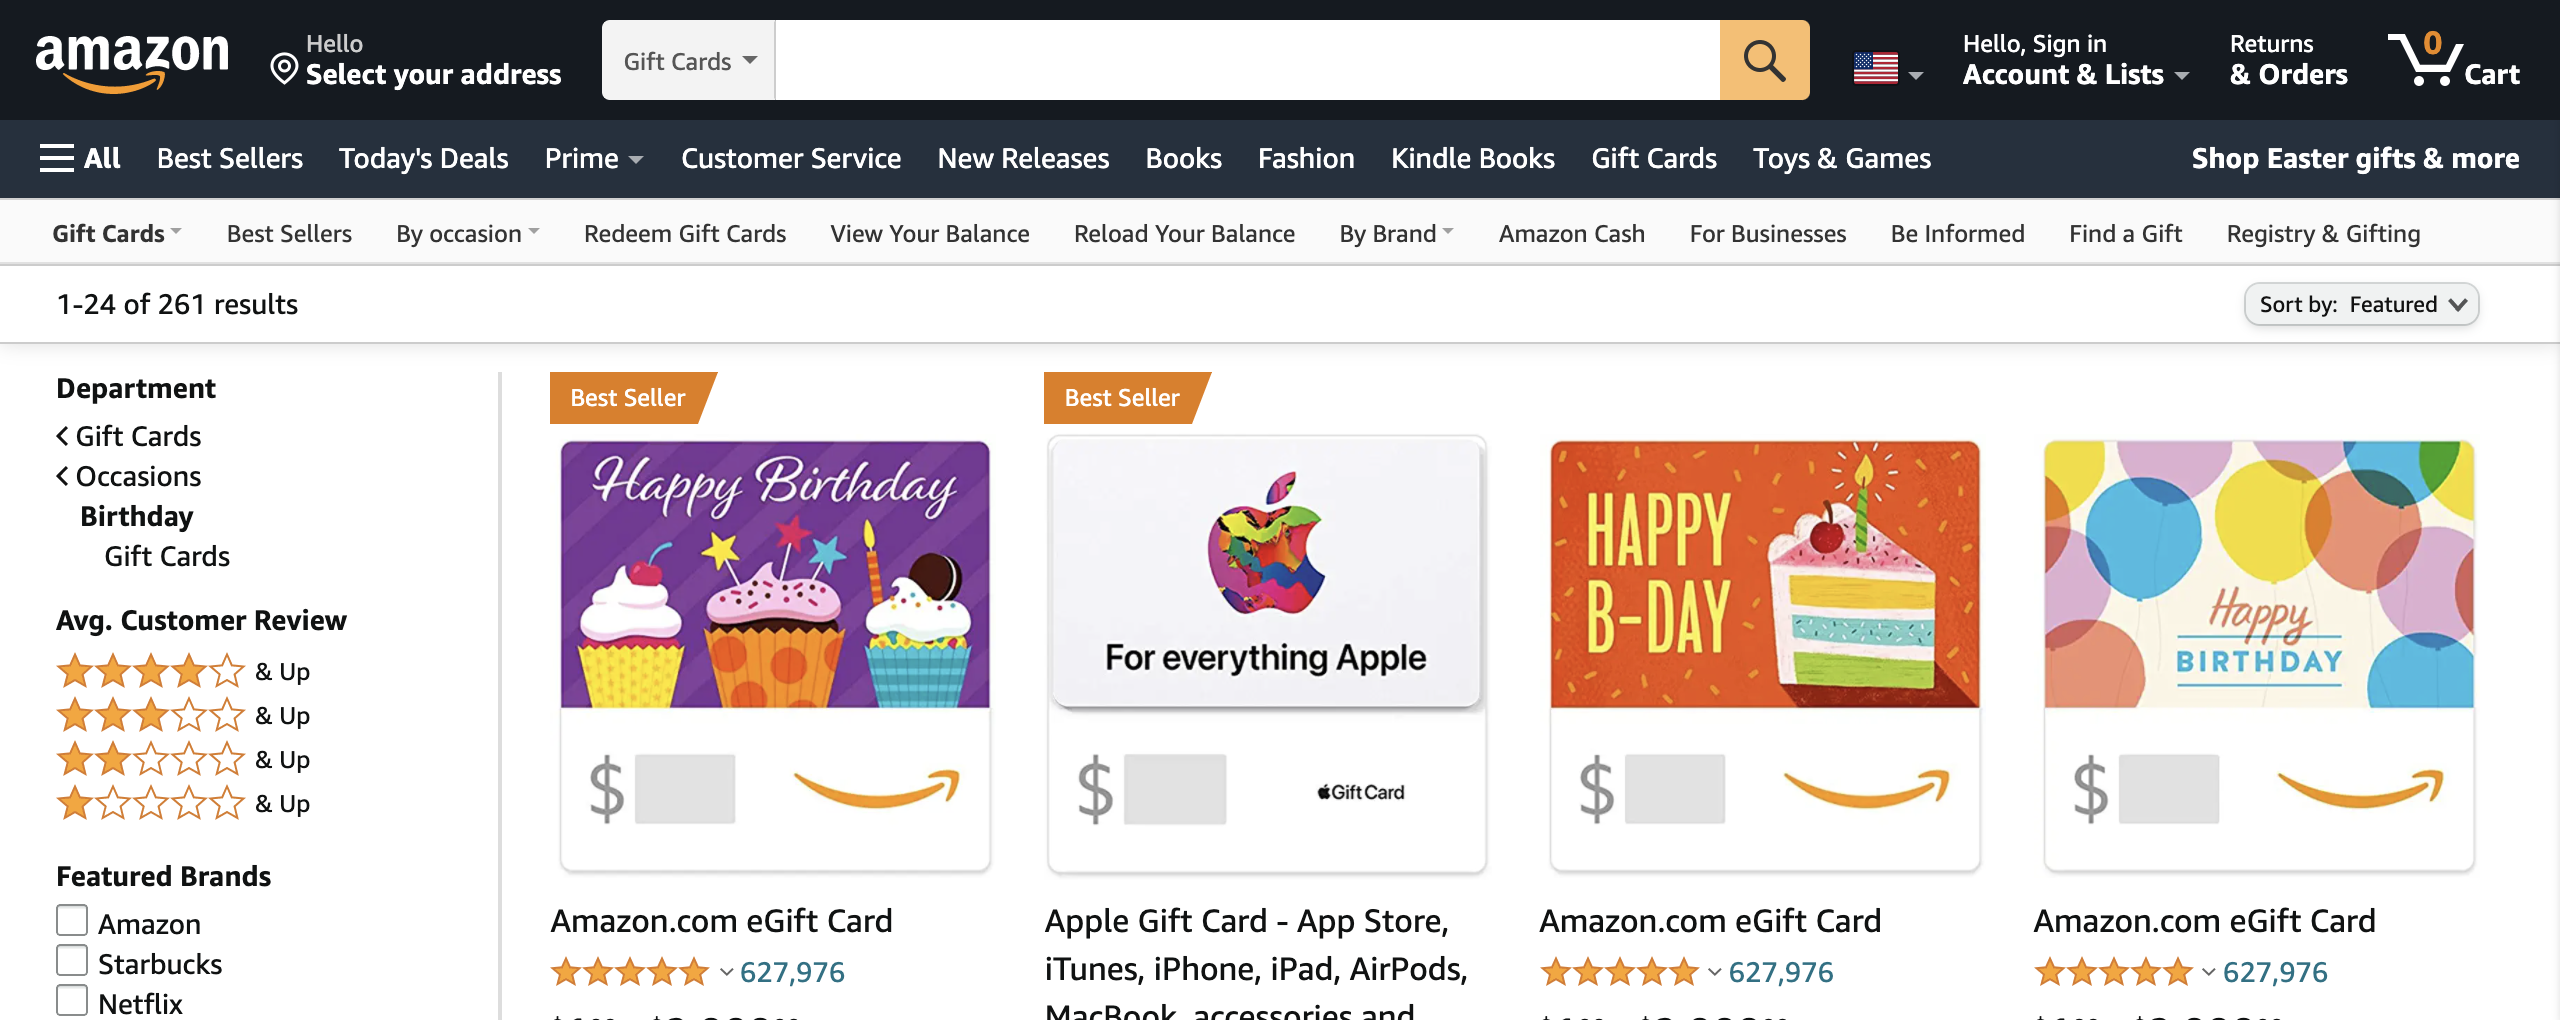 amazon
Hello
Select your address
Gift Cards
Hello, Sign in
Account & Lists
Returns
& Orders
0
Cart
All
Best Sellers
Today's Deals
Prime
Customer Service
New Releases
Books
Fashion
Kindle Books
Gift Cards
Toys & Games
Shop Easter gifts & more
Gift Cards
Best Sellers
By occasion
Redeem Gift Cards
View Your Balance
Reload Your Balance
By Brand
Amazon Cash
For Businesses
Be Informed
Find a Gift
Registry & Gifting
1-24 of 261 results
Sort by: Featured
Department
Gift Cards
Occasions
Birthday
Gift Cards
Avg. Customer Review
& Up
& Up
& Up
& Up
Featured Brands
Amazon
Starbucks
Netflix
Best Seller
Happy Birthday
$
Amazon.com eGift Card
627,976
Best Seller
For everything Apple
$
Gift Card
Apple Gift Card - App Store,
iTunes, iPhone, iPad, AirPods,
MacBook, accessories and
HAPPY
B-DAY
$
Amazon.com eGift Card
627,976
Happy
BIRTHDAY
$
Amazon.com eGift Card
627,976